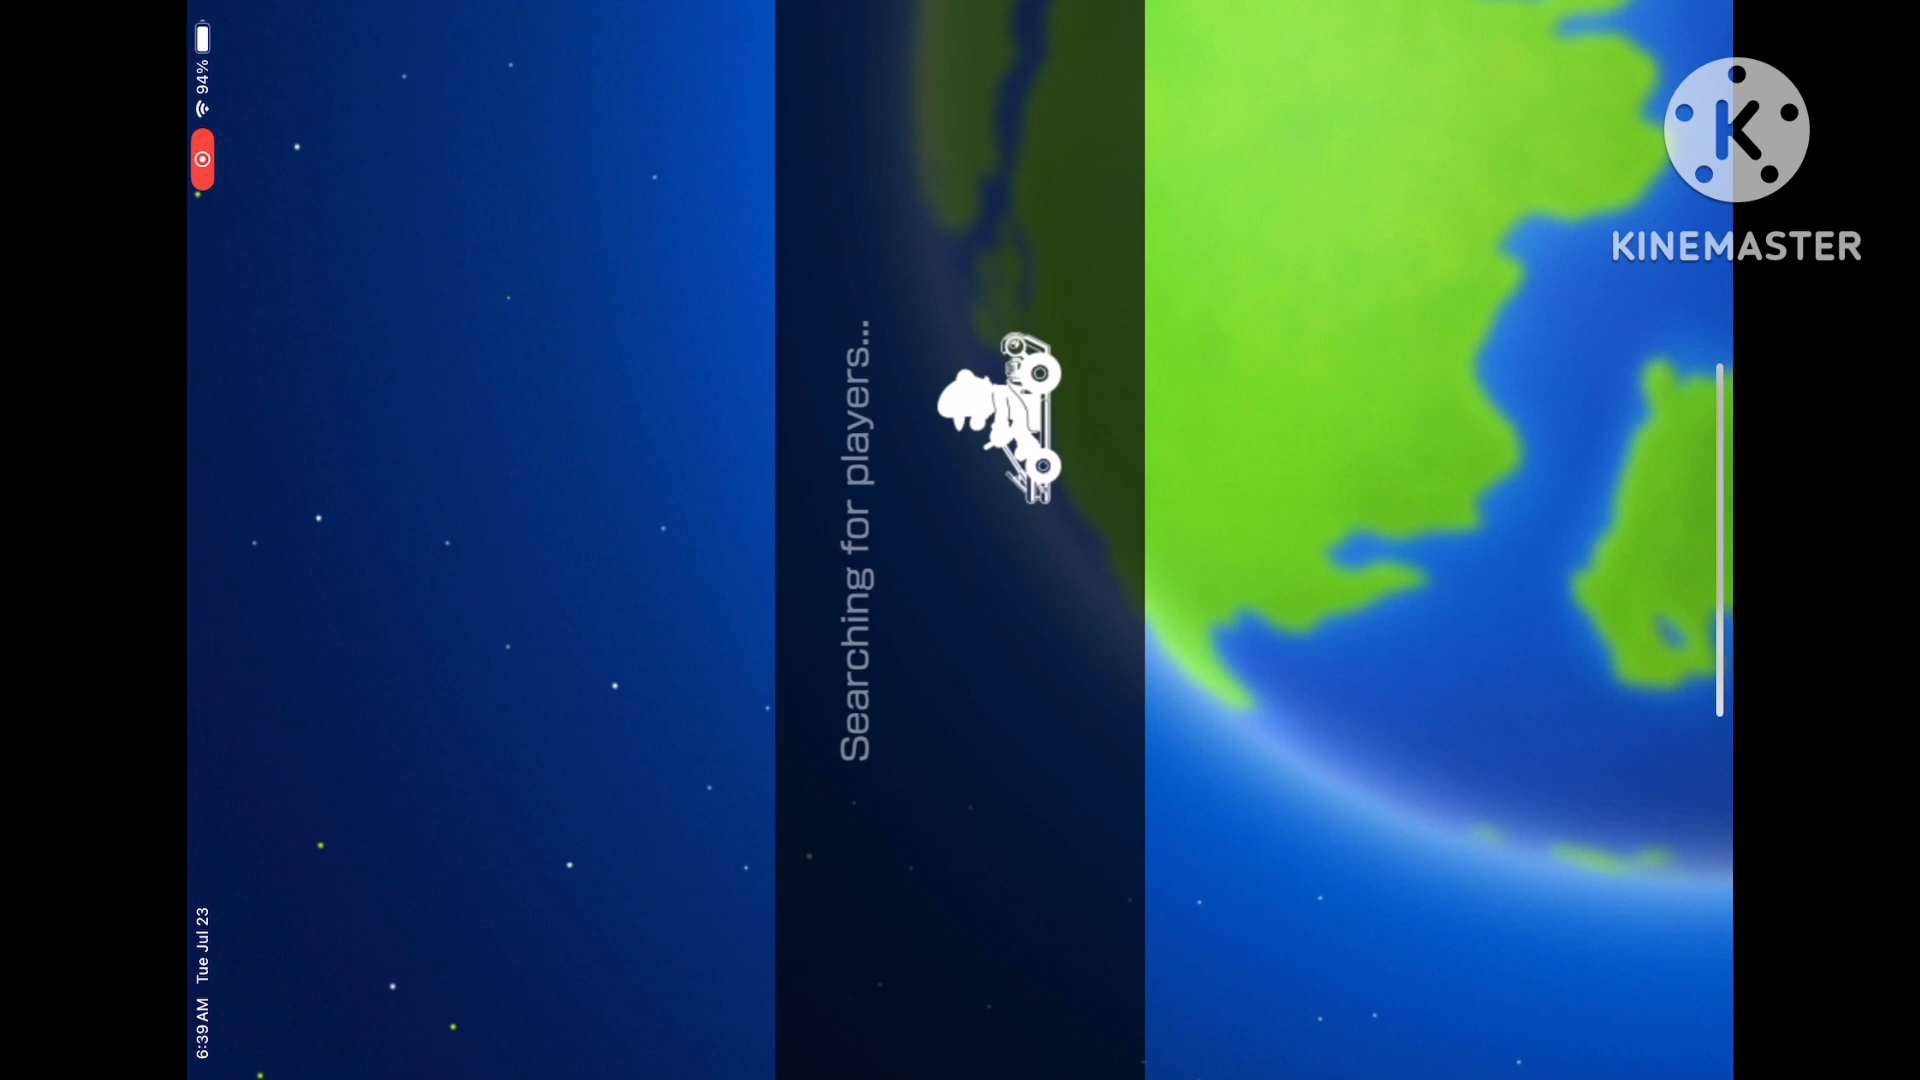 6:39 AM Tue Jul 23
94%
Searching for players...
K
KINEMASTER